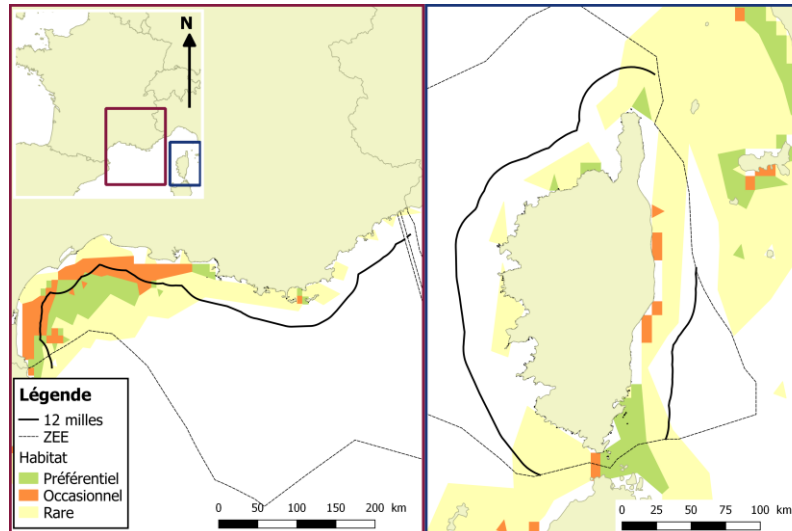 N
Légende
12 milles
ZEE
Habitat
Préférentiel
Occasionnel
Rare
0 50 100 150 200 km
0 25 50 75 100 km